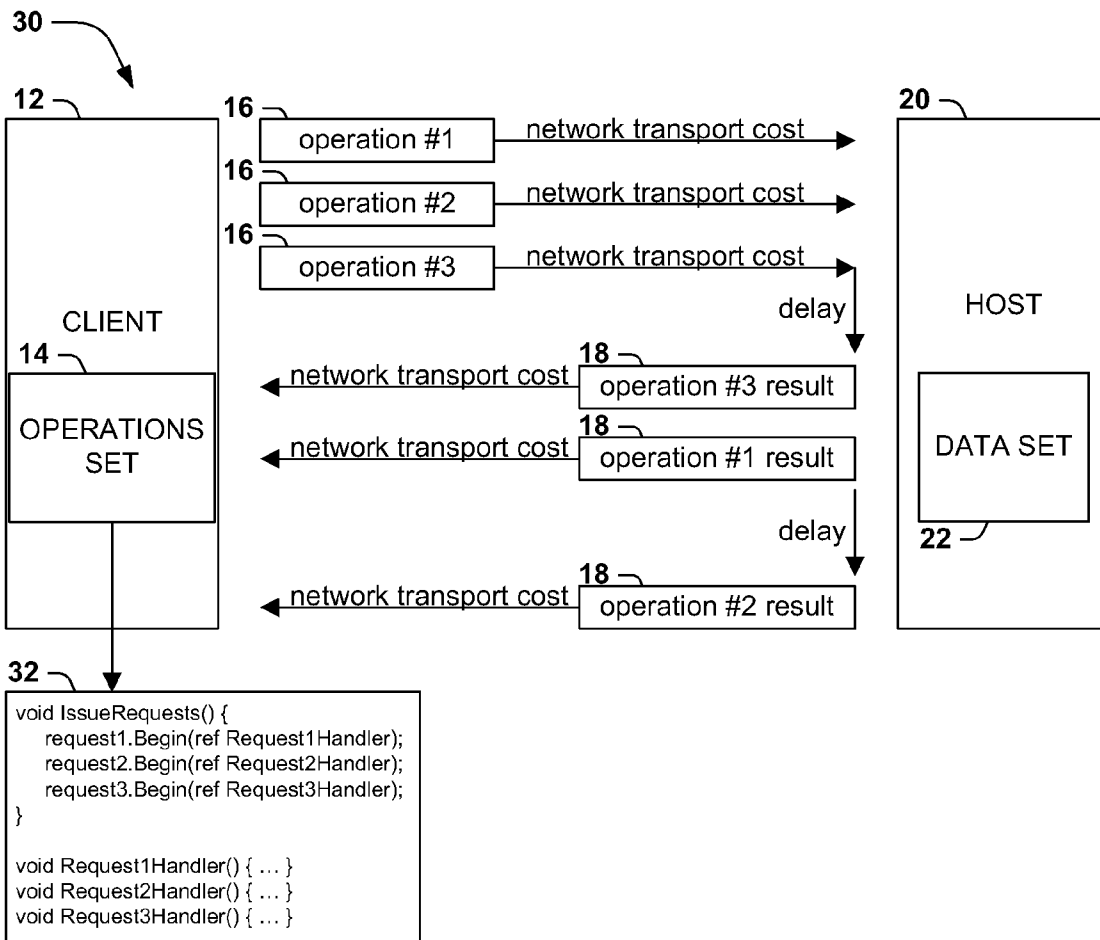 30
12
16
operation #1
network transport cost
20
16
operation #2
network transport cost
16
operation #3
network transport cost
delay
CLIENT
HOST
14
OPERATIONS
SET
network transport cost
18
operation #3 result
network transport cost
18
operation #1 result
DATA SET
22
delay
network transport cost
18
operation #2 result
32
void IssueRequests() {
request1.Begin(ref Request1Handler);
request2.Begin(ref Request2Handler);
request3.Begin(ref Request3Handler);
}
void Request1Handler() { ... }
void Request2Handler() { ... }
void Request3Handler() { ... }